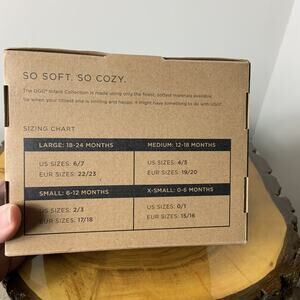 SO SOFT. SO COZY.
The UGG® Infant Collection is made using only the finest, softest materials available.
So when your littlest one is smiling and happy, it might have something to do with UGG®.
SIZING CHART
LARGE: 18-24 MONTHS
US SIZES: 6/7
EUR SIZES: 22/23
MEDIUM: 12-18 MONTHS
US SIZES: 4/5
EUR SIZES: 19/20
SMALL: 6-12 MONTHS
US SIZES: 2/3
EUR SIZES: 17/18
X-SMALL: 0-6 MONTHS
US SIZES: 0/1
EUR SIZES: 15/16